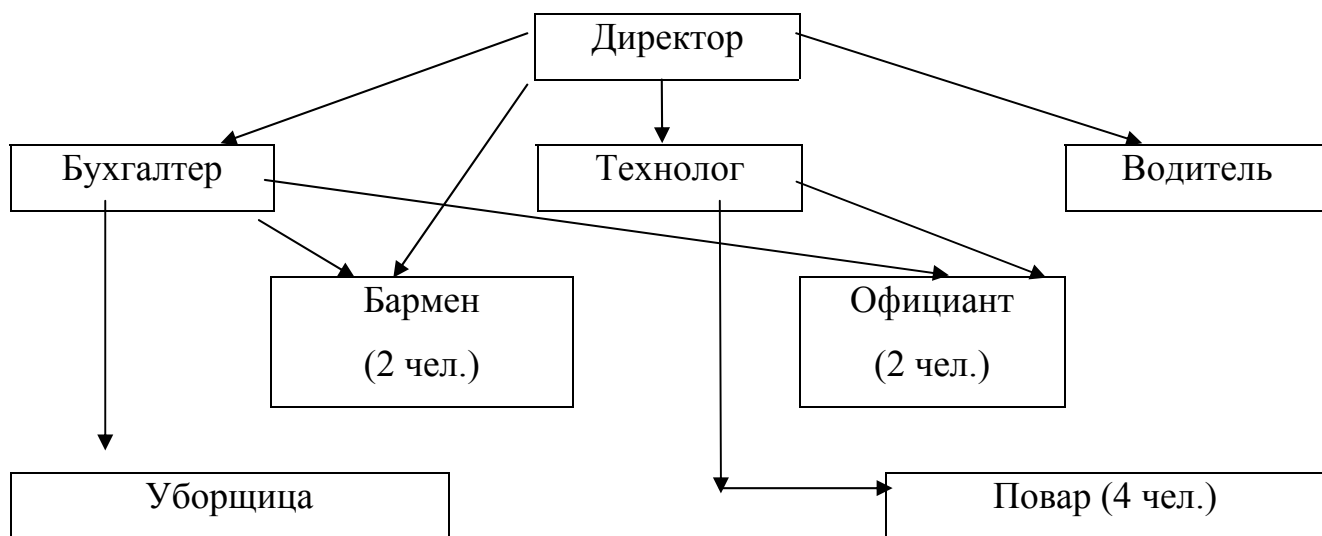 Директор
Бухгалтер
Технолог
Водитель
Бармен
(2 чел.)
Официант
(2 чел.)
Уборщица
Повар (4 чел.)